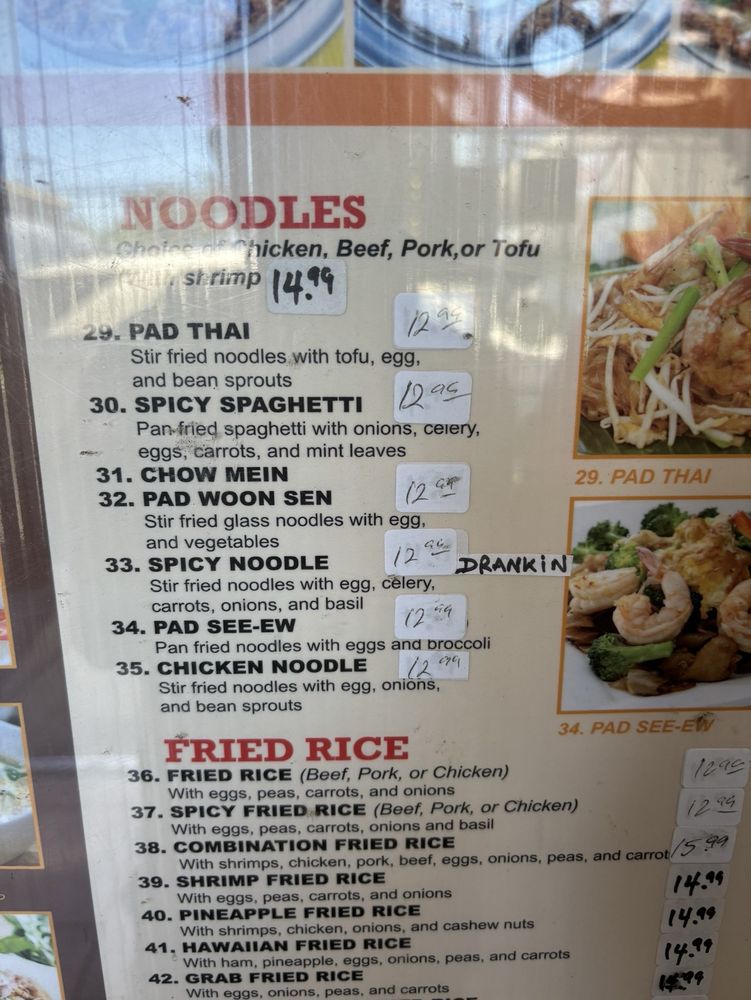 NOODLES
Choice of Chicken, Beef, Pork,or Tofu
shrimp 14.99
29. PAD THAI 12 99
Stir fried noodles with tofu, egg,
and bean sprouts
30. SPICY SPAGHETTI 12 99
Pan fried spaghetti with onions, celery,
eggs, carrots, and mint leaves
31. CHOW MEIN
32. PAD WOON SEN 12 99
Stir fried glass noodles with egg,
and vegetables
33. SPICY NOODLE 12 99 DRANKIN
Stir fried noodles with egg, celery,
carrots, onions, and basil
34. PAD SEE-EW 12 99
Pan fried noodles with eggs and broccoli
35. CHICKEN NOODLE 12 99
Stir fried noodles with egg, onions,
and bean sprouts
29. PAD THAI
34. PAD SEE-EW
FRIED RICE
36. FRIED RICE (Beef, Pork, or Chicken) 12 99
With eggs, peas, carrots, and onions
37. SPICY FRIED RICE (Beef, Pork, or Chicken) 12 99
With eggs, peas, carrots, onions and basil
38. COMBINATION FRIED RICE 15 99
With shrimps, chicken, pork, beef, eggs, onions, peas, and carrot
39. SHRIMP FRIED RICE 14.99
With eggs, peas, carrots, and onions
40. PINEAPPLE FRIED RICE 14.99
With shrimps, chicken, onions, and cashew nuts
41. HAWAIIAN FRIED RICE 14.99
With ham, pineapple, eggs, onions, peas, and carrots
42. GRAB FRIED RICE 14.99
With eggs, onions, peas, and carrots
RICE